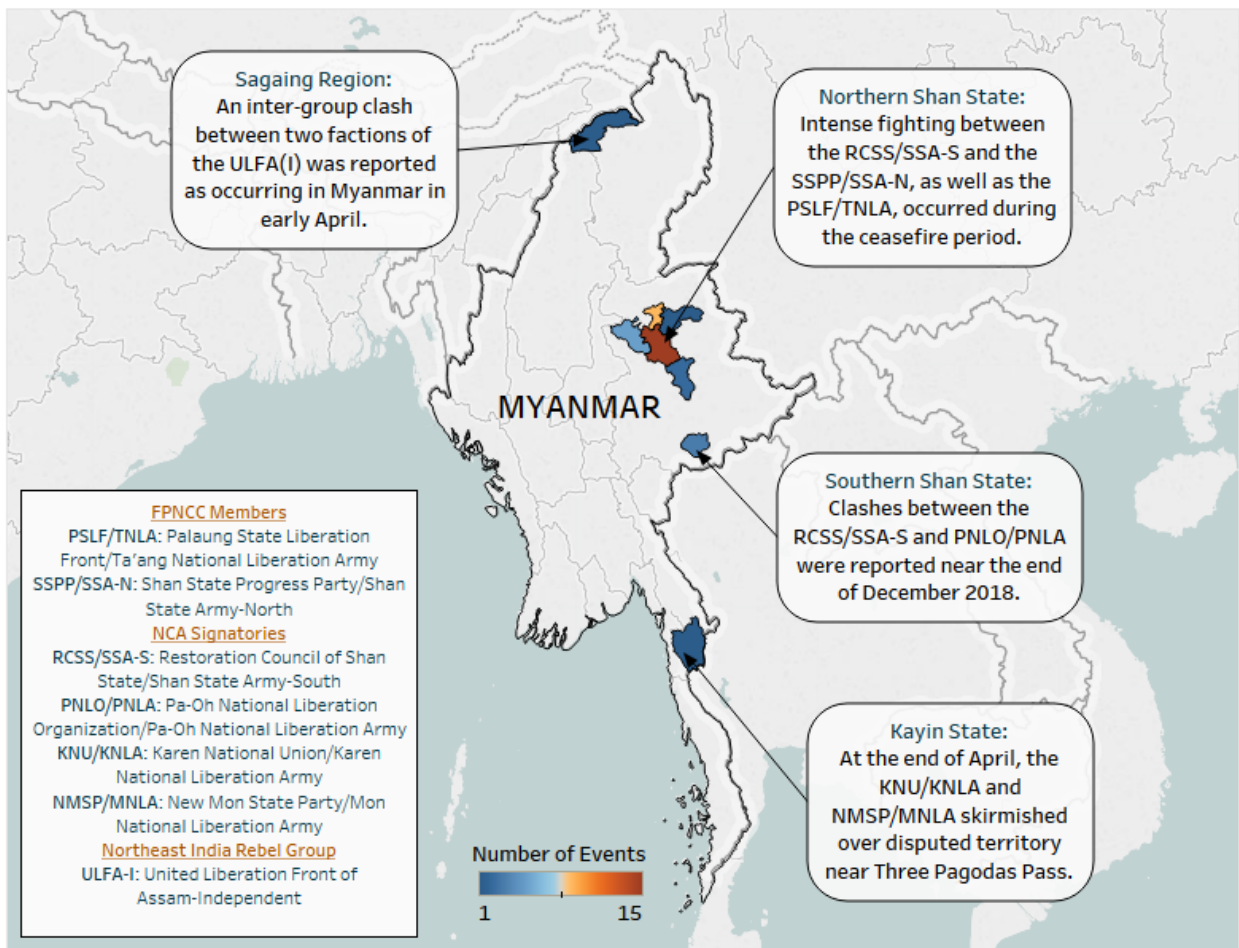 Sagaing Region:
An inter-group clash
between two factions of
the ULFA(I) was reported
as occurring in Myanmar in
early April.
Northern Shan State:
Intense fighting between
the RCSS/SSA-S and the
SSPP/SSA-N, as well as the
PSLF/TNLA, occurred during
the ceasefire period.
MYANMAR
Southern Shan State:
Clashes between the
RCSS/SSA-S and PNLO/PNLA
were reported near the end
of December 2018.
FPNCC Members
PSLF/TNLA: Palaung State Liberation
Front/Ta'ang National Liberation Army
SSPP/SSA-N: Shan State Progress Party/Shan
State Army-North
NCA Signatories
RCSS/SSA-S: Restoration Council of Shan
State/Shan State Army-South
PNLO/PNLA: Pa-Oh National Liberation
Organization/Pa-Oh National Liberation Army
KNU/KNLA: Karen National Union/Karen
National Liberation Army
NMSP/MNLA: New Mon State Party/Mon
National Liberation Army
Northeast India Rebel Group
ULFA-I: United Liberation Front of
Assam-Independent
Kayin State:
At the end of April, the
KNU/KNLA and
NMSP/MNLA skirmished
over disputed territory
near Three Pagodas Pass.
Number of Events
1 15